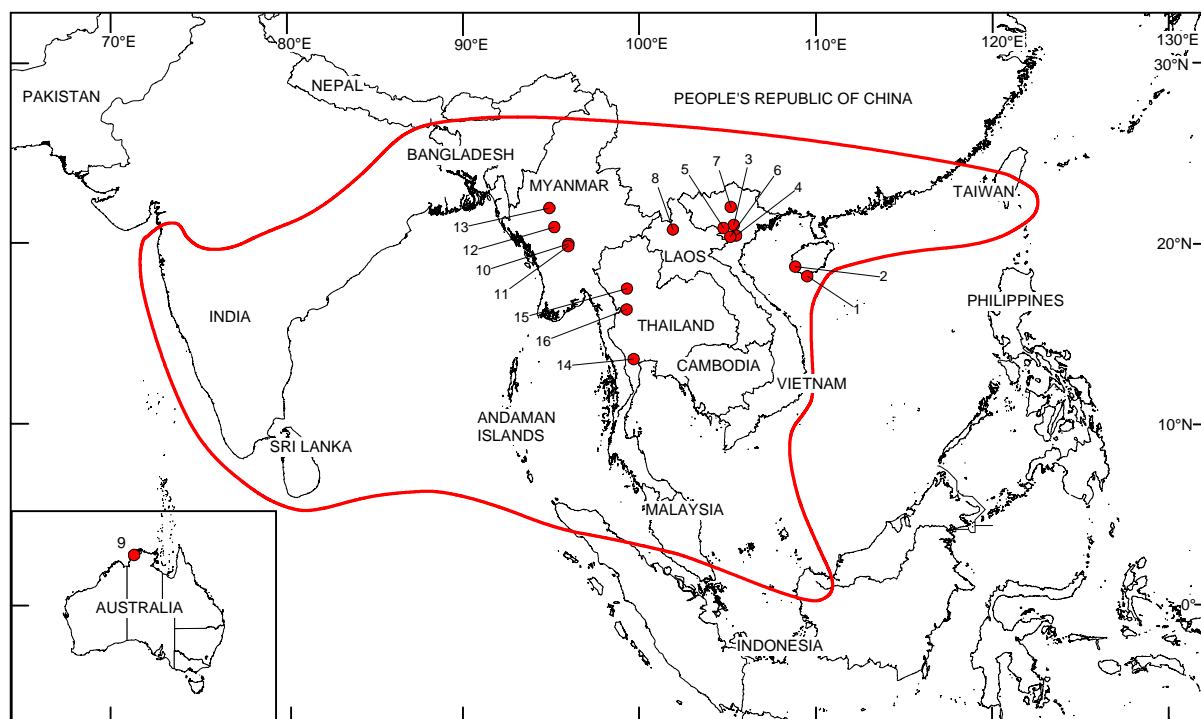 70°E 80°E 90°E 100°E 110°E 120°E 130°E
30°N
NEPAL
PAKISTAN
PEOPLE'S REPUBLIC OF CHINA
BANGLADESH
7 3 6
8 5 4
MYANMAR
TAIWAN
13
12
20°N
10
LAOS
11
2
1
PHILIPPINES
INDIA
15
THAILAND
16
14
CAMBODIA
VIETNAM
ANDAMAN
ISLANDS
10°N
SRI LANKA
MALAYSIA
9
AUSTRALIA
0°
INDONESIA